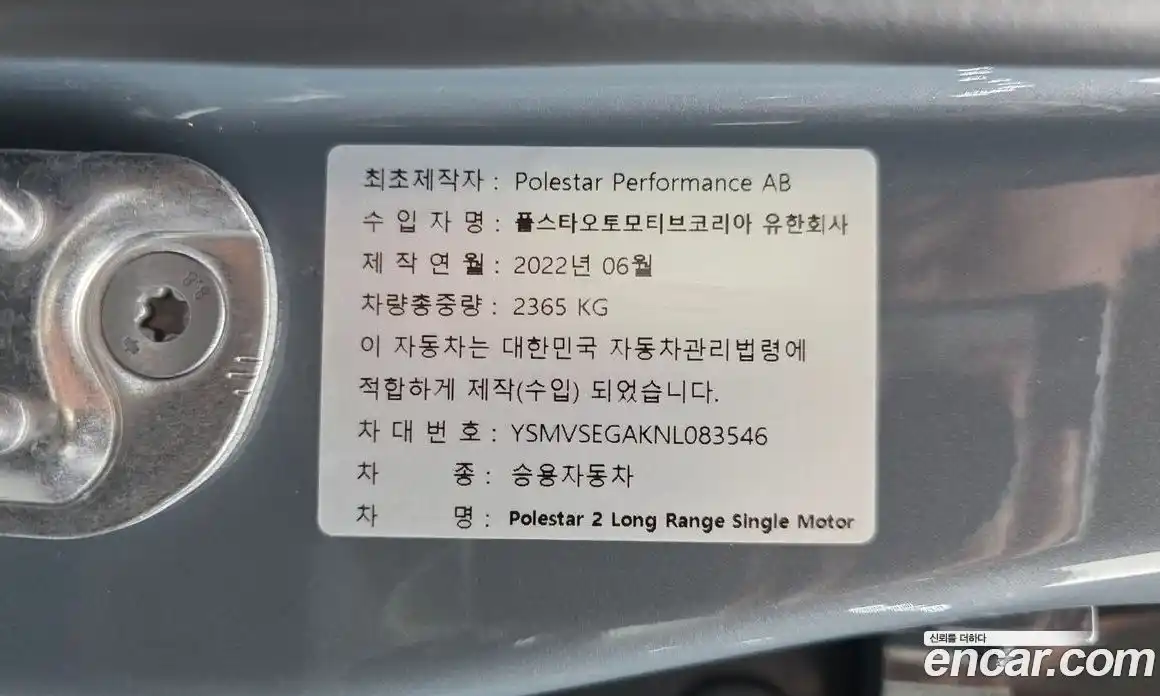 최초제작자 : Polestar Performance AB
수 입 자 명 : 폴스타오토모티브코리아 유한회사
제 작 연 월 : 2022년 06월
차량총중량 : 2365 KG
이 자동차는 대한민국 자동차관리법령에
적합하게 제작(수입) 되었습니다.
차 대 번 호 : YSMVSEGAKNL083546
차 종 : 승용자동차
차 명 : Polestar 2 Long Range Single Motor
8.8
신뢰를 더하다
encar.com